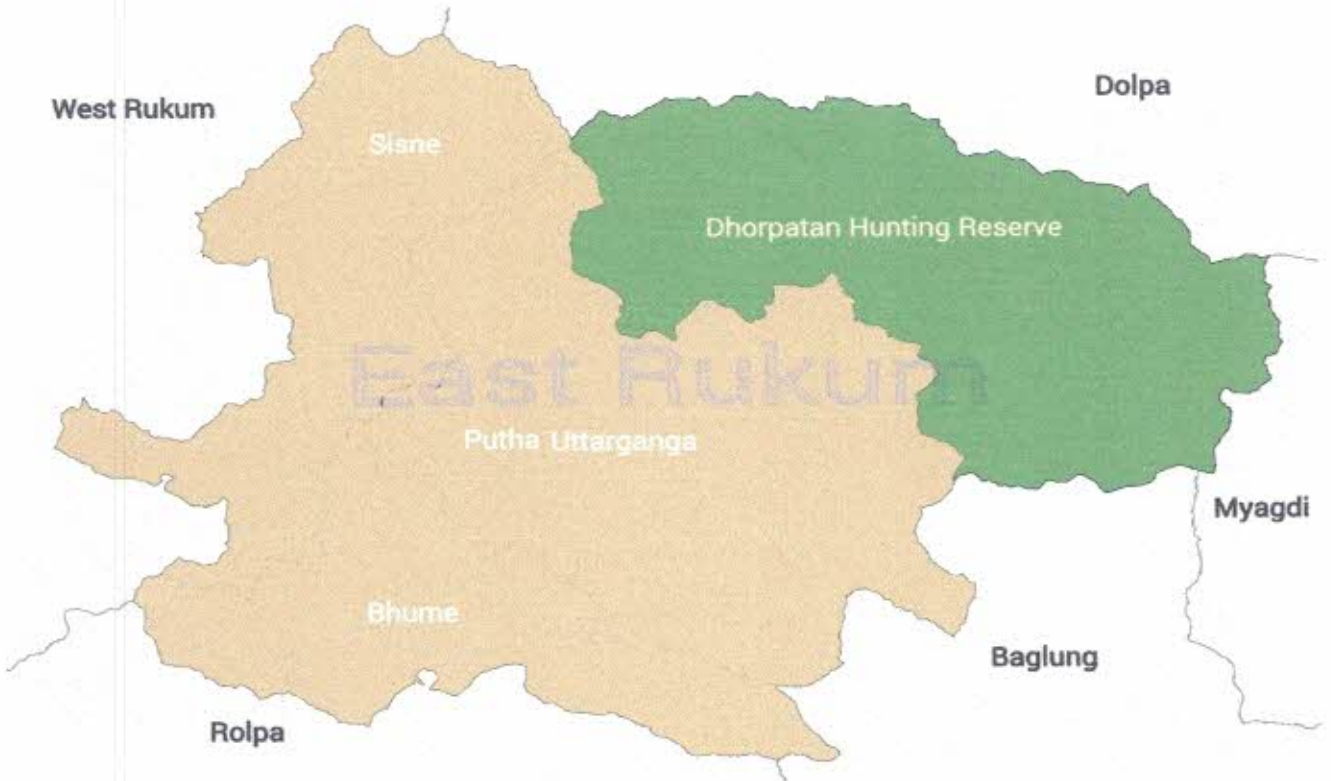 Dolpa
West Rukum
Sisne
Dhorpatan Hunting Reserve
East Rukum
Putha Uttarganga
Myagdi
Bhume
Baglung
Rolpa